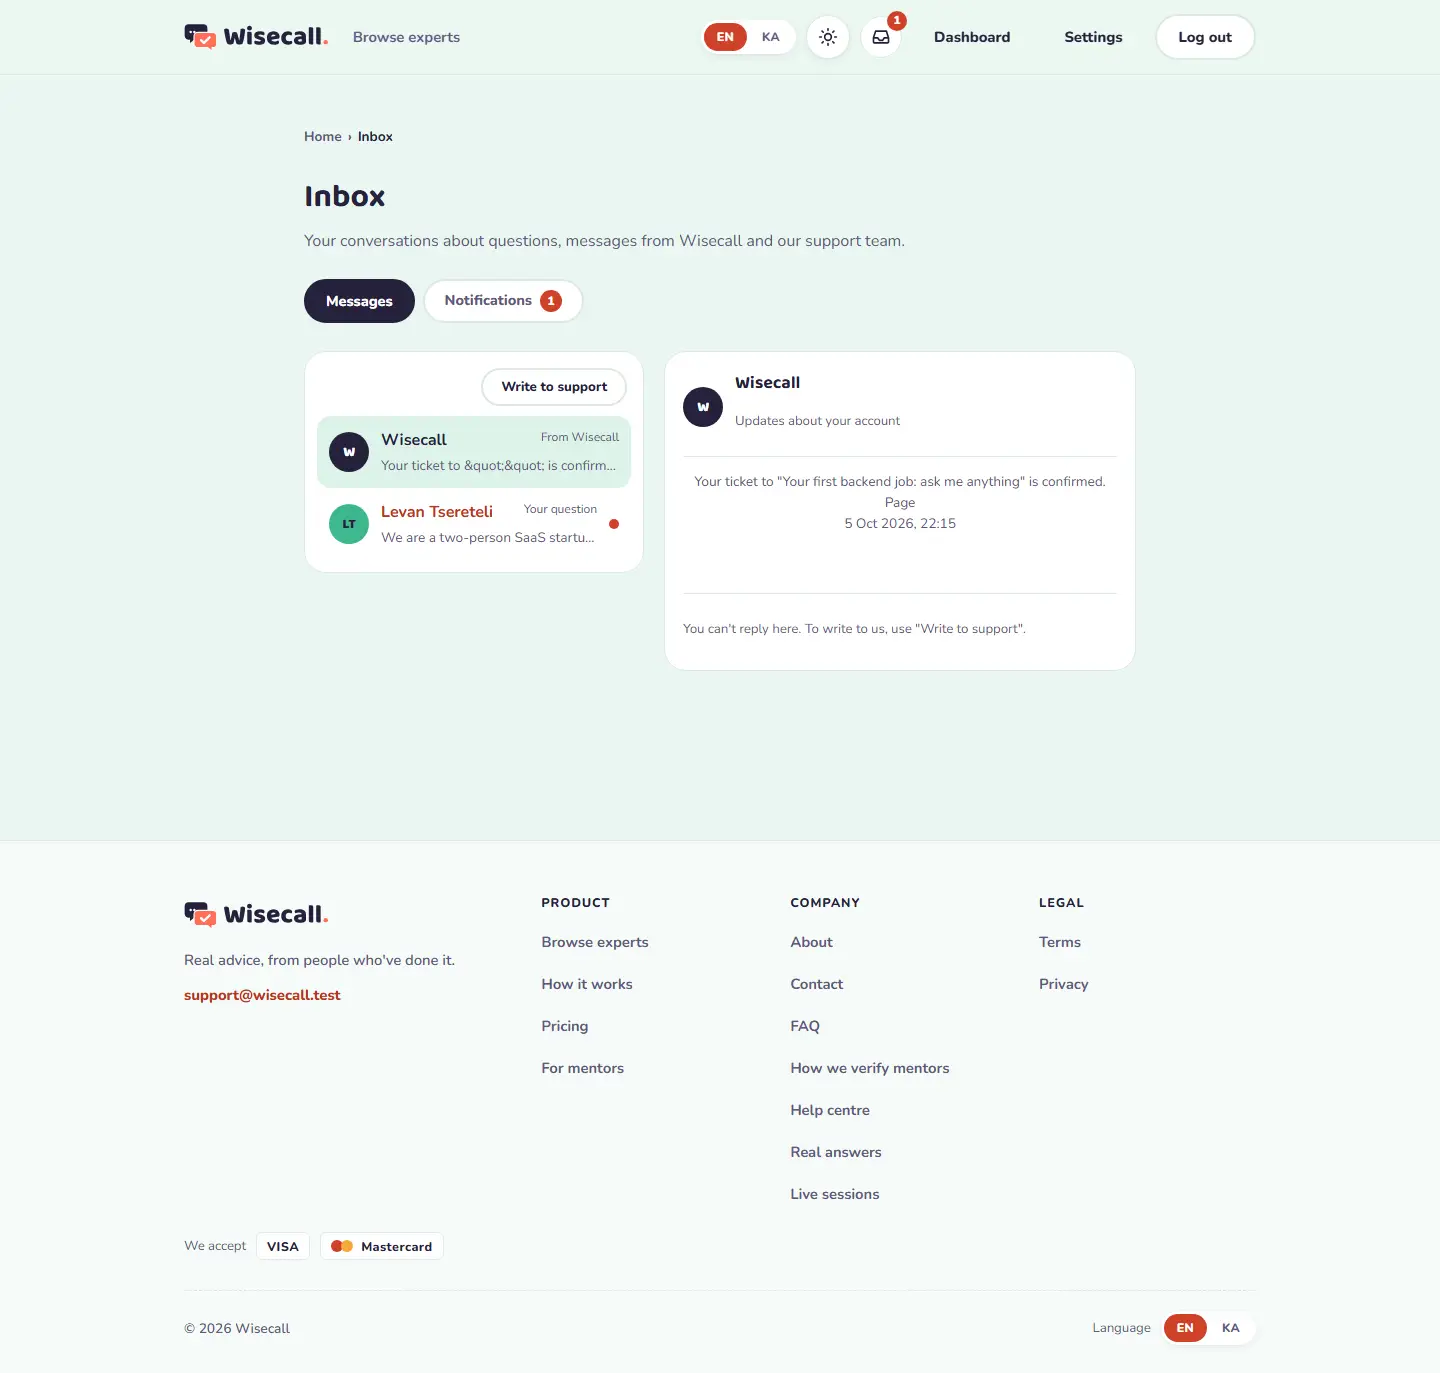 Wisecall.
Browse experts
EN KA
1
Dashboard
Settings
Log out
Home › Inbox
Inbox
Your conversations about questions, messages from Wisecall and our support team.
Messages
Notifications 1
Write to support
W
Wisecall
From Wisecall
Your ticket to &quot;&quot; is confirm...
LT
Levan Tsereteli
Your question
We are a two-person SaaS startu...
W
Wisecall
Updates about your account
Your ticket to "Your first backend job: ask me anything" is confirmed.
Page
5 Oct 2026, 22:15
You can't reply here. To write to us, use "Write to support".
Wisecall.
Real advice, from people who've done it.
support@wisecall.test
PRODUCT
Browse experts
How it works
Pricing
For mentors
COMPANY
About
Contact
FAQ
How we verify mentors
Help centre
Real answers
Live sessions
LEGAL
Terms
Privacy
We accept VISA Mastercard
© 2026 Wisecall
Language EN KA